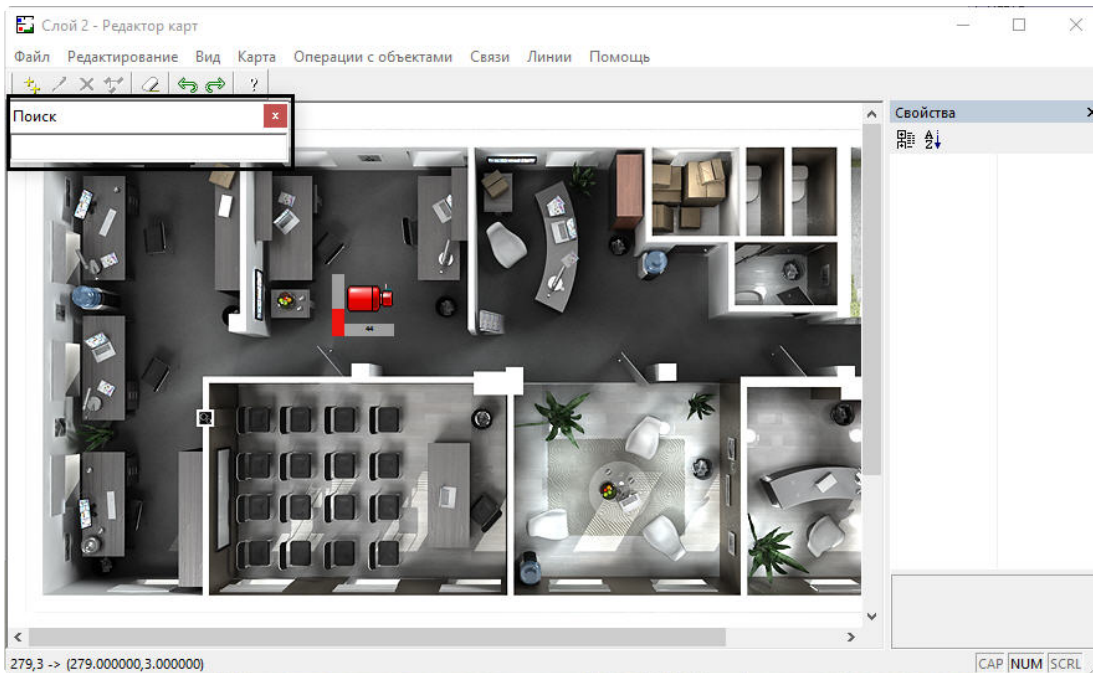 Слой 2 - Редактор карт
Файл Редактирование Вид Карта Операции с объектами Связи Линии Помощь
?
Поиск
x
Свойства
44
279,3 -> (279.000000,3.000000)
CAP NUM SCRL